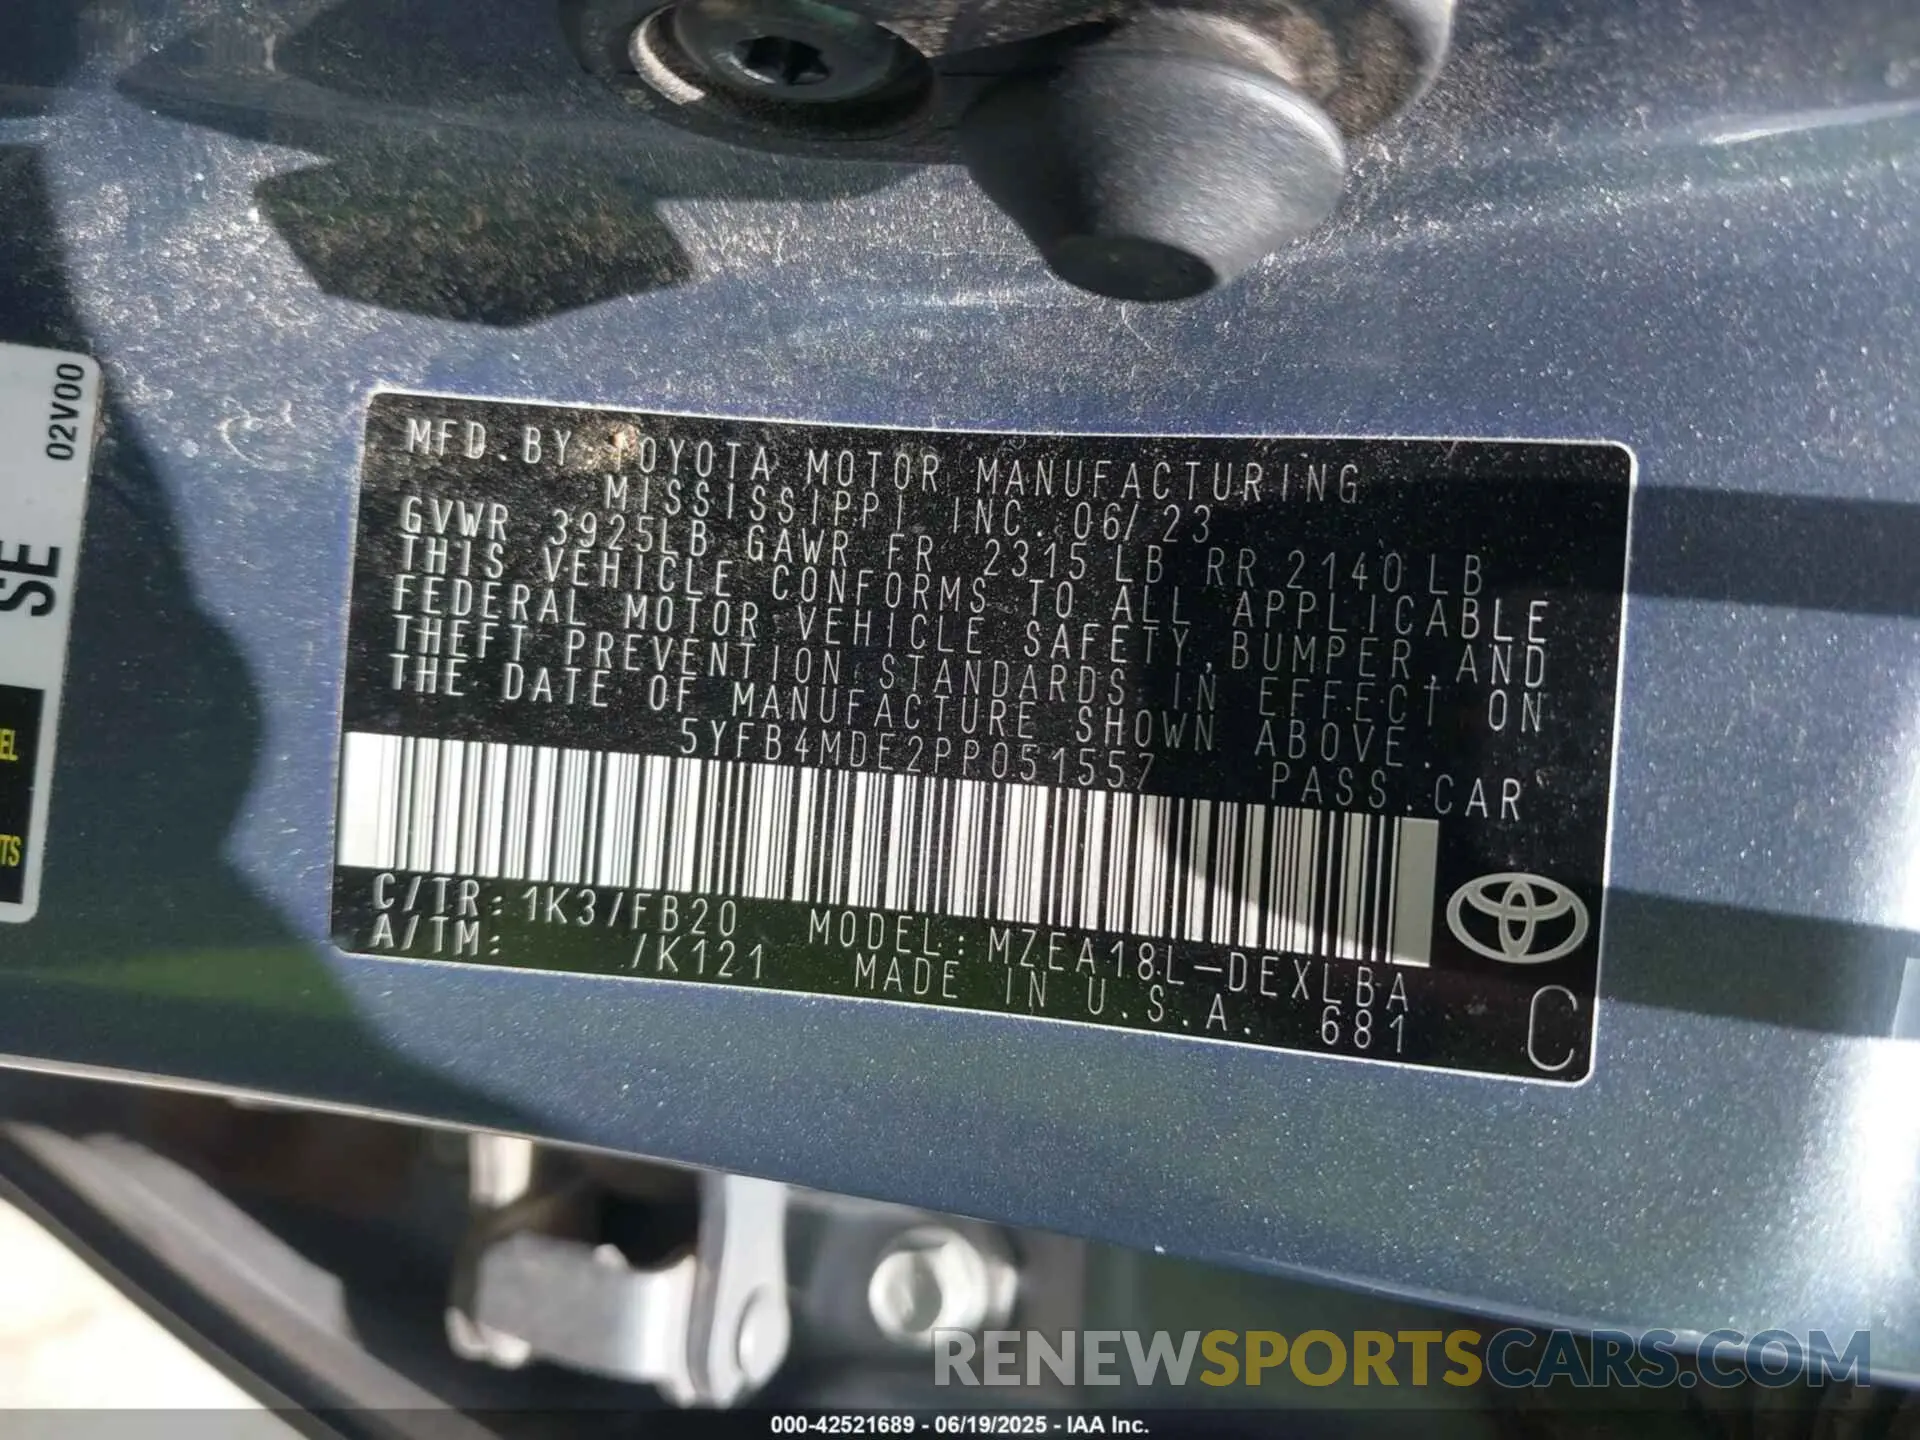 02V00
SE
MFD.BY TOYOTA MOTOR MANUFACTURING
MISSISSIPPI INC. 06/23
GVWR 3925LB GAWR FR 2315 LB RR 2140 LB
THIS VEHICLE CONFORMS TO ALL APPLICABLE
FEDERAL MOTOR VEHICLE SAFETY, BUMPER, AND
THEFT PREVENTION STANDARDS IN EFFECT ON
THE DATE OF MANUFACTURE SHOWN ABOVE.
5YFB4MDE2PP051557 PASS.CAR
C/TR: 1K3/FB20 MODEL: MZEA18L-DEXLBA
A/TM: /K121 MADE IN U.S.A. 681
C
RENEWSPORTSCARS.COM
000-42521689 - 06/19/2025 - IAA Inc.